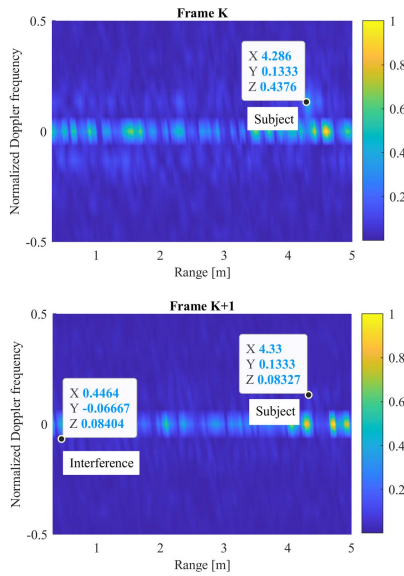 Frame K
0.5
0
-0.5
Normalized Doppler frequency
X 4.286
Y 0.1333
Z 0.4376
Subject
1
2
3
4
5
Range [m]
1
0.8
0.6
0.4
0.2
Frame K+1
0.5
0
-0.5
Normalized Doppler frequency
X 4.33
Y 0.1333
Z 0.08327
Subject
X 0.4464
Y -0.06667
Z 0.08404
Interference
1
2
3
4
5
Range [m]
1
0.8
0.6
0.4
0.2